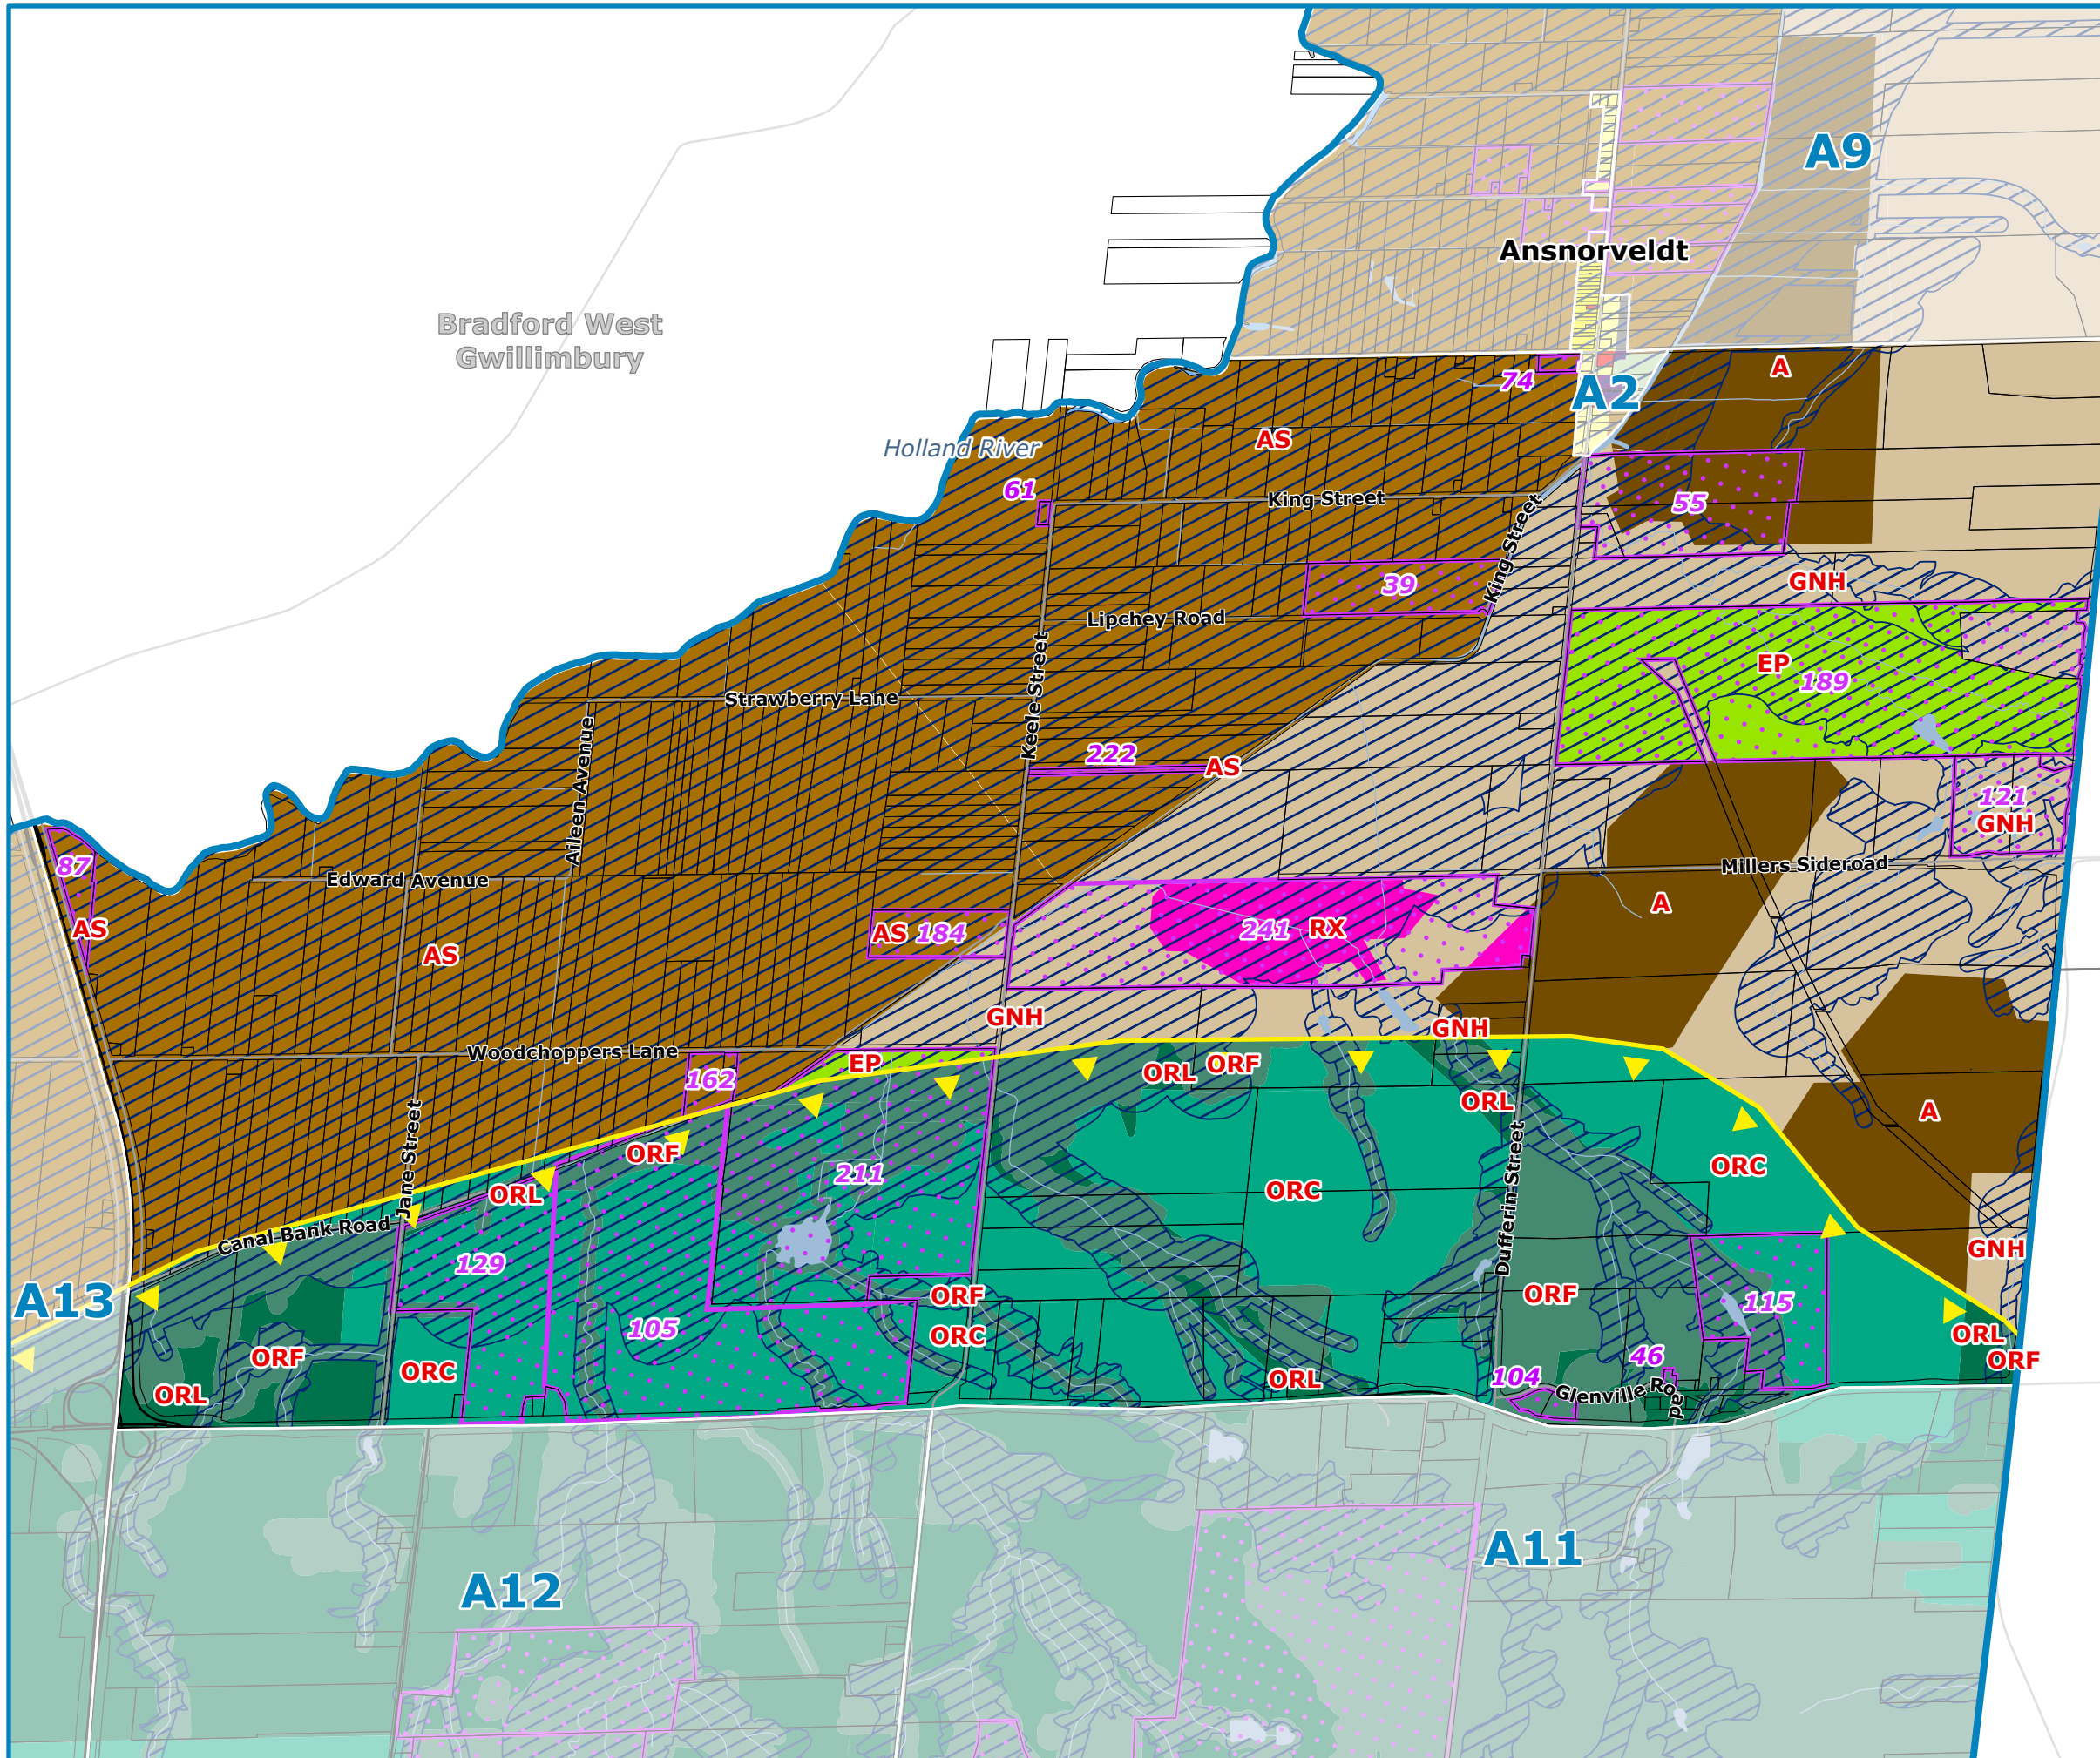 A9
Ansnorveldt
Bradford West
Gwillimbury
A
74
A2
AS
Holland River
61
King Street
55
King Street
39
GNH
Lipchey Road
EP
189
Strawberry Lane
Keele Street
222
AS
121
GNH
Aileen Avenue
87
Millers Sideroad
Edward Avenue
A
AS
AS 184
241 RX
AS
GNH
GNH
Woodchoppers Lane
EP
ORL
ORF
162
ORL
A
Jane Street
ORF
211
ORC
ORL
ORC
Dufferin Street
Canal Bank Road
129
GNH
A13
ORF
ORF
115
105
ORC
ORL
ORF
ORF
46
ORC
ORL
104
ORL
Glenville Road
A11
A12